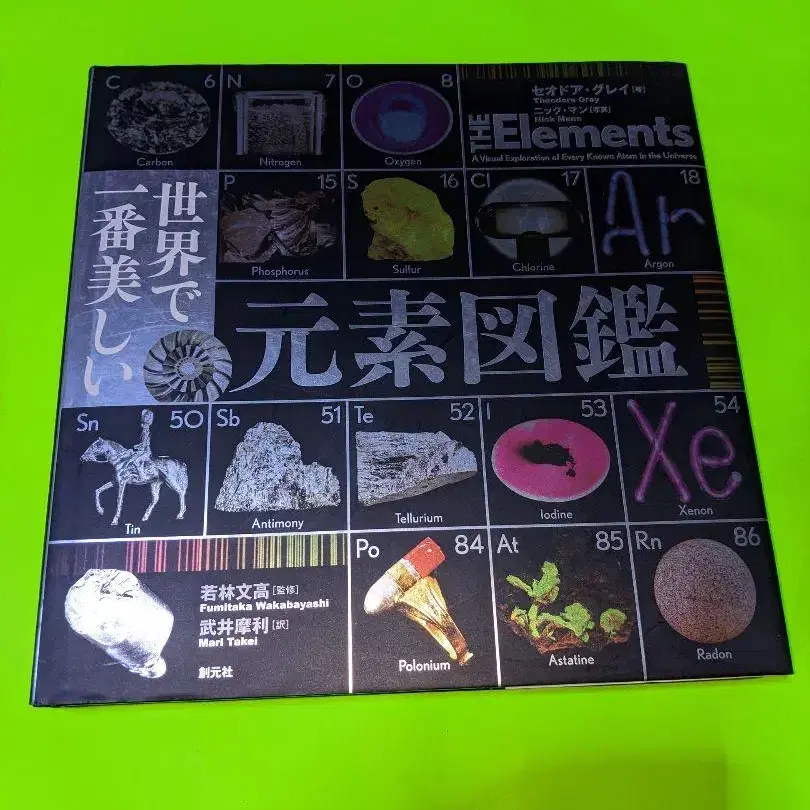 C 6
Carbon
N 7
Nitrogen
O 8
Oxygen
セオドア・グレイ[著]
Theodore Gray
ニック・マン[写真]
Nick Mann
THE Elements
A Visual Exploration of Every Known Atom in the Universe
世界で
一番美しい
P 15
Phosphorus
S 16
Sulfur
Cl 17
Chlorine
Ar 18
Argon
元素図鑑
Sn 50
Tin
Sb 51
Antimony
Te 52
Tellurium
I 53
Iodine
Xe 54
Xenon
若林文高[監修]
Fumitaka Wakabayashi
武井摩利[訳]
Mari Takei
創元社
Po 84
Polonium
At 85
Astatine
Rn 86
Radon